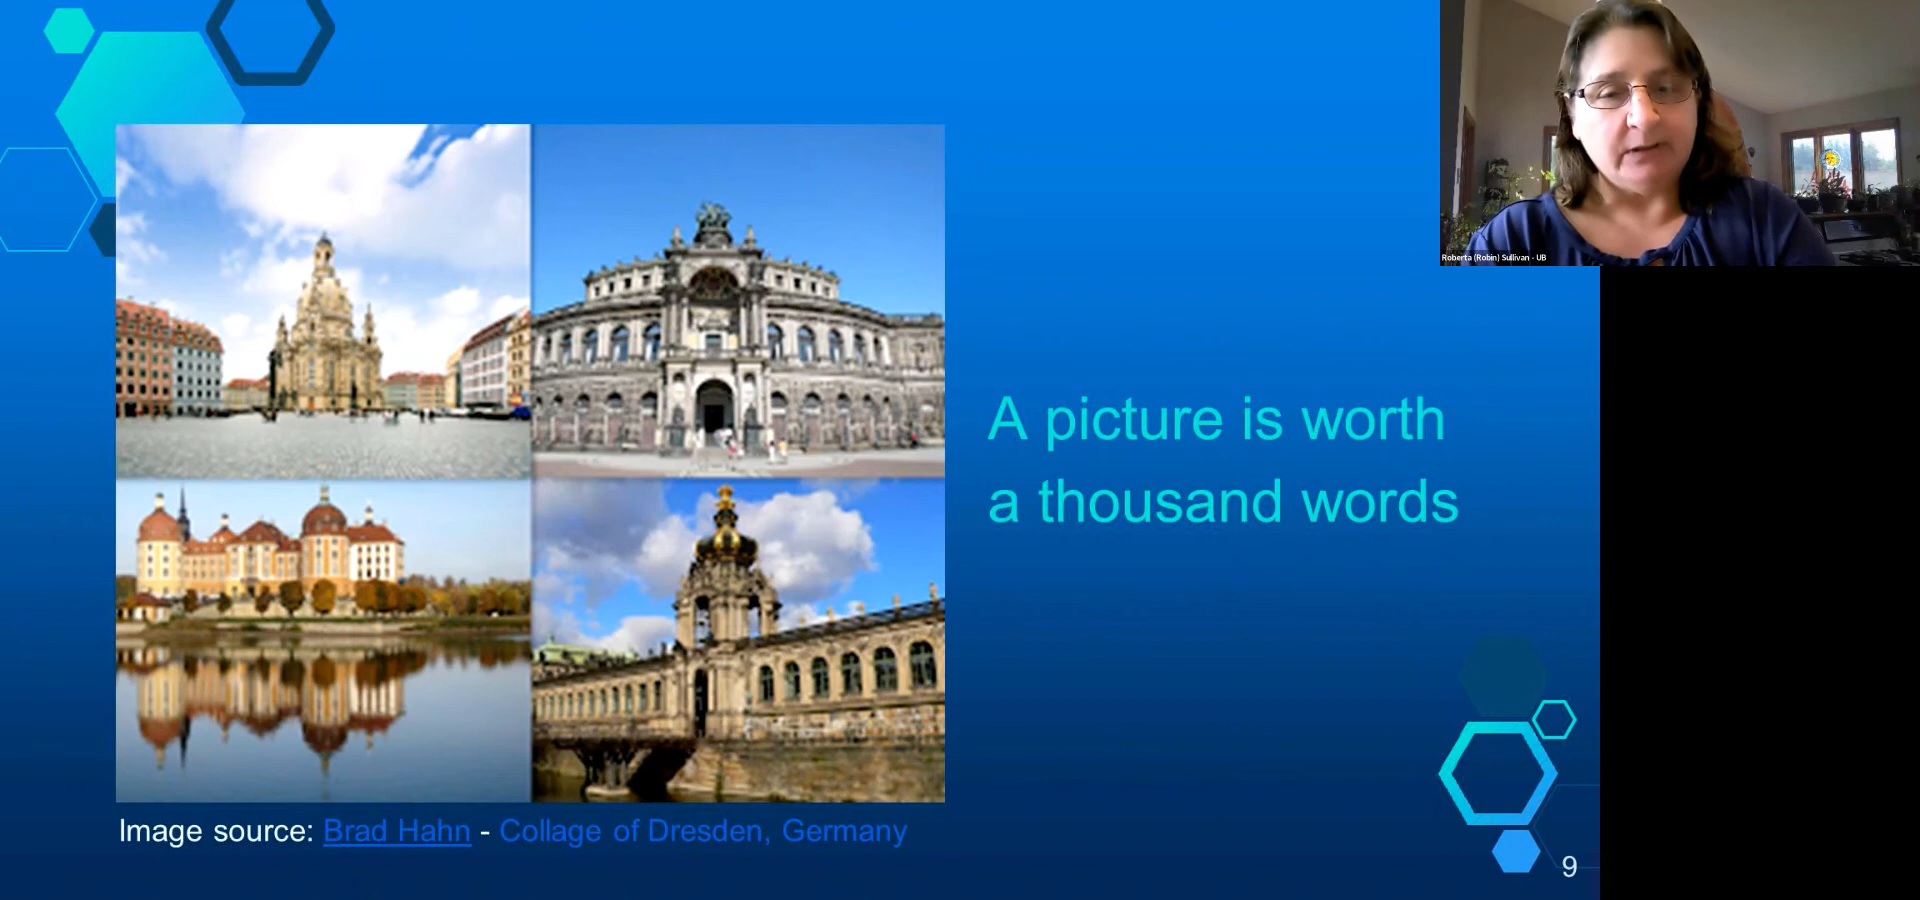 Roberta (Robin) Sullivan - UB
A picture is worth
a thousand words
Image source: Brad Hahn - Collage of Dresden, Germany
9